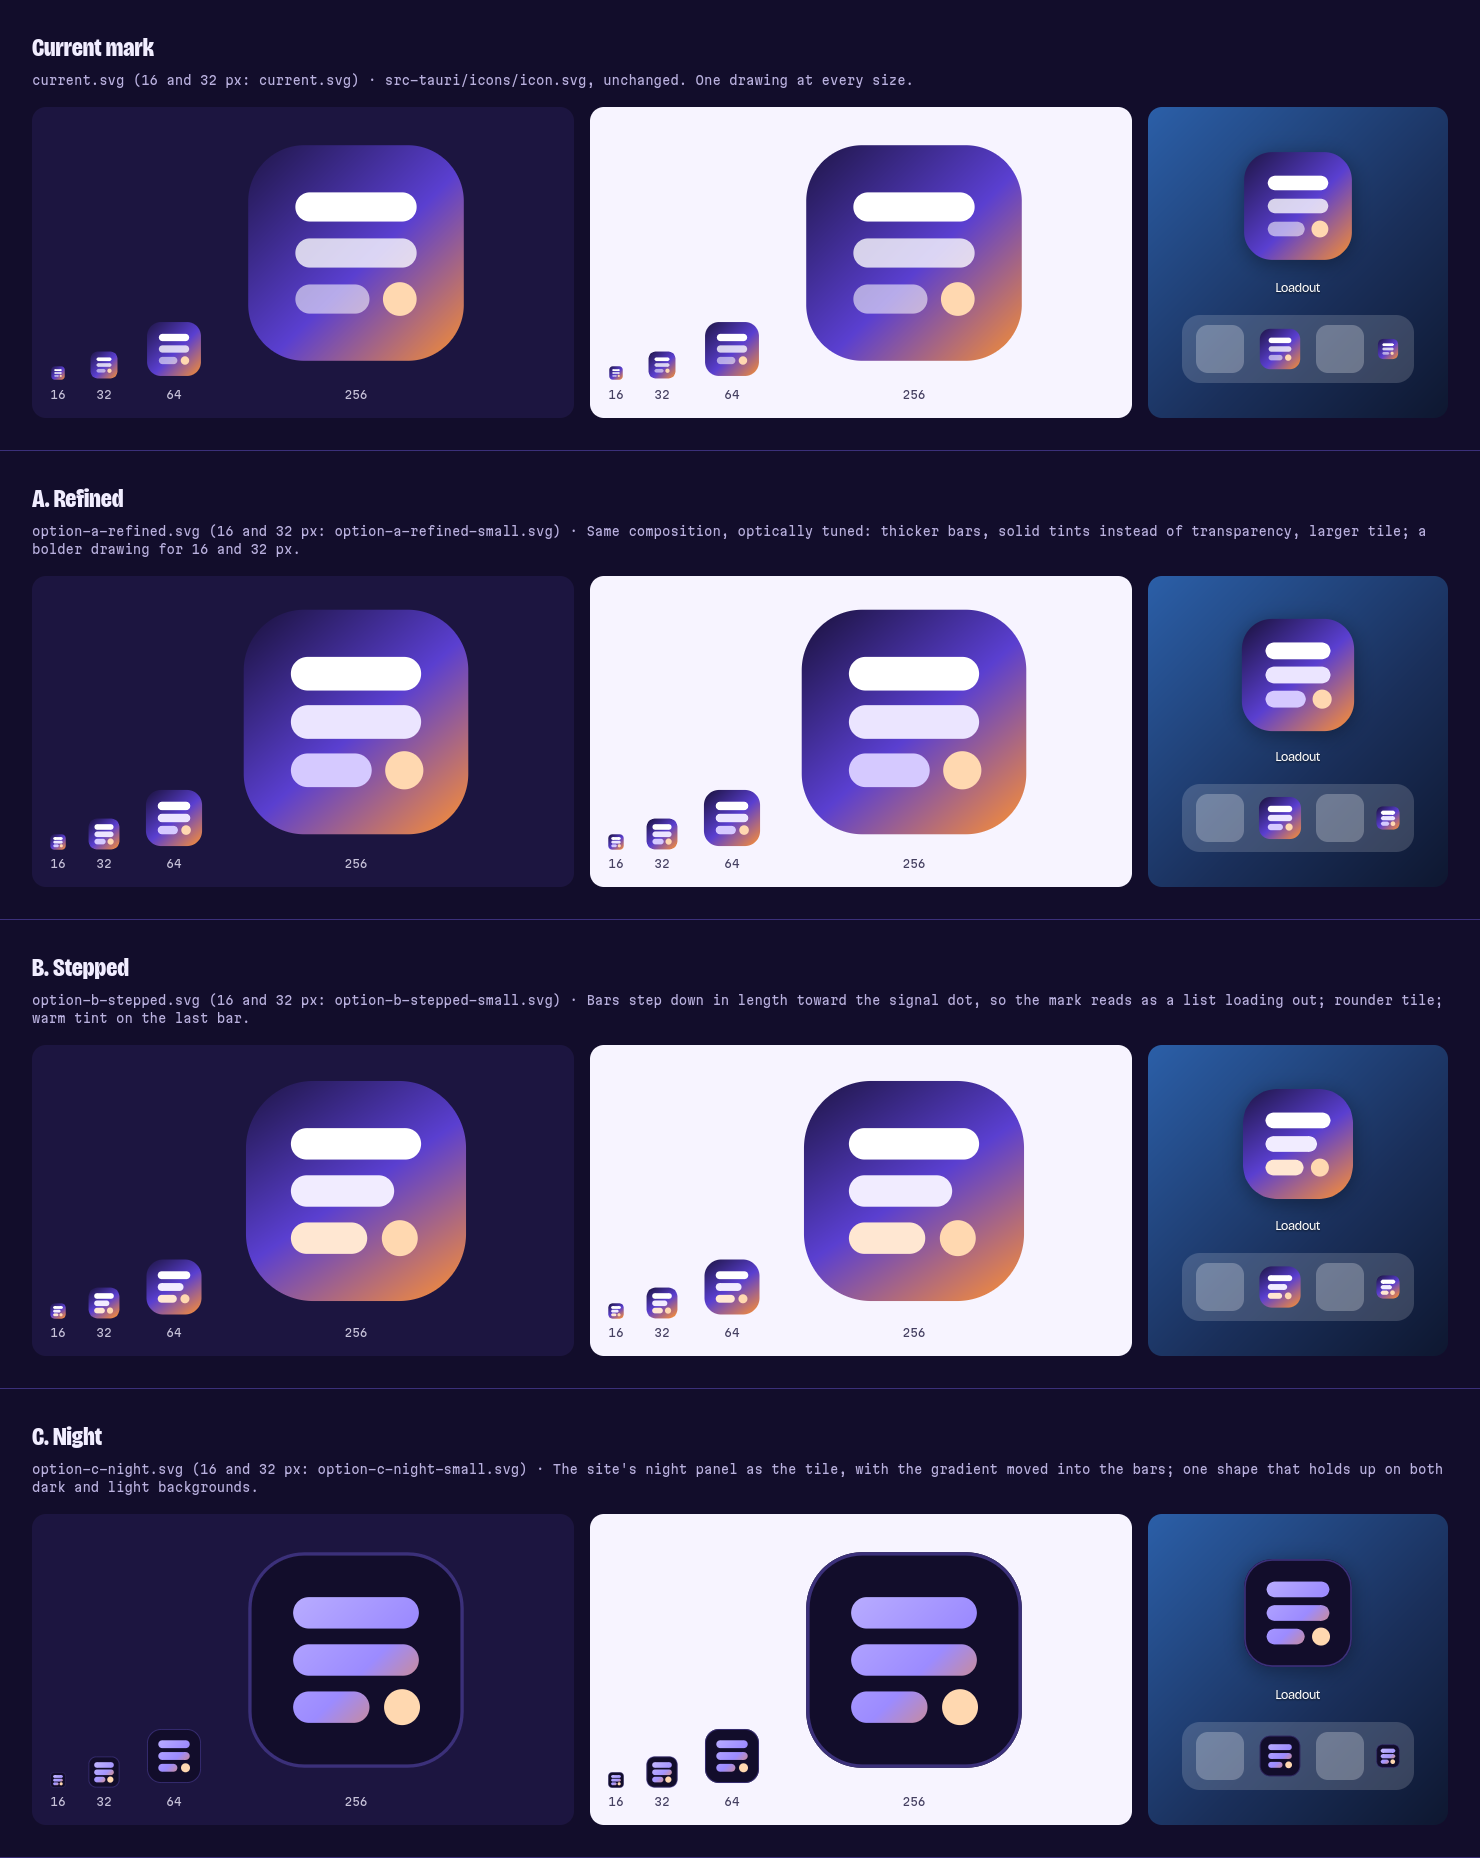 Current mark
current.svg (16 and 32 px: current.svg) · src-tauri/icons/icon.svg, unchanged. One drawing at every size.
16 32 64 256
16 32 64 256
Loadout
A. Refined
option-a-refined.svg (16 and 32 px: option-a-refined-small.svg) · Same composition, optically tuned: thicker bars, solid tints instead of transparency, larger tile; a
bolder drawing for 16 and 32 px.
16 32 64 256
16 32 64 256
Loadout
B. Stepped
option-b-stepped.svg (16 and 32 px: option-b-stepped-small.svg) · Bars step down in length toward the signal dot, so the mark reads as a list loading out; rounder tile;
warm tint on the last bar.
16 32 64 256
16 32 64 256
Loadout
C. Night
option-c-night.svg (16 and 32 px: option-c-night-small.svg) · The site's night panel as the tile, with the gradient moved into the bars; one shape that holds up on both
dark and light backgrounds.
16 32 64 256
16 32 64 256
Loadout